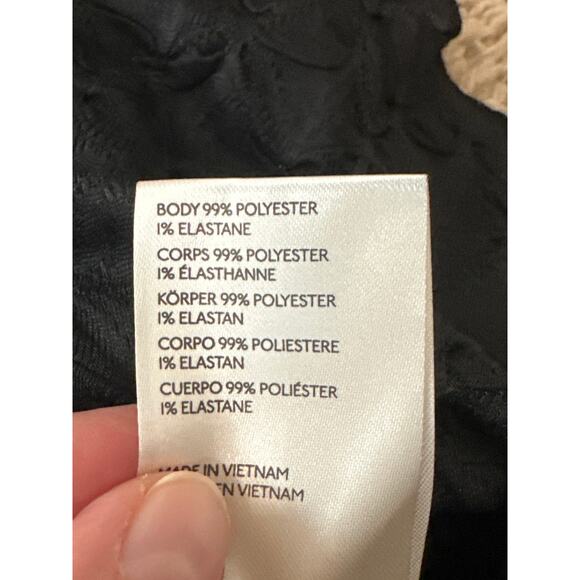 BODY 99% POLYESTER
1% ELASTANE
CORPS 99% POLYESTER
1% ÉLASTHANNE
KÖRPER 99% POLYESTER
1% ELASTAN
CORPO 99% POLIESTERE
1% ELASTAN
CUERPO 99% POLIÉSTER
1% ELASTANE
MADE IN VIETNAM
EN VIETNAM